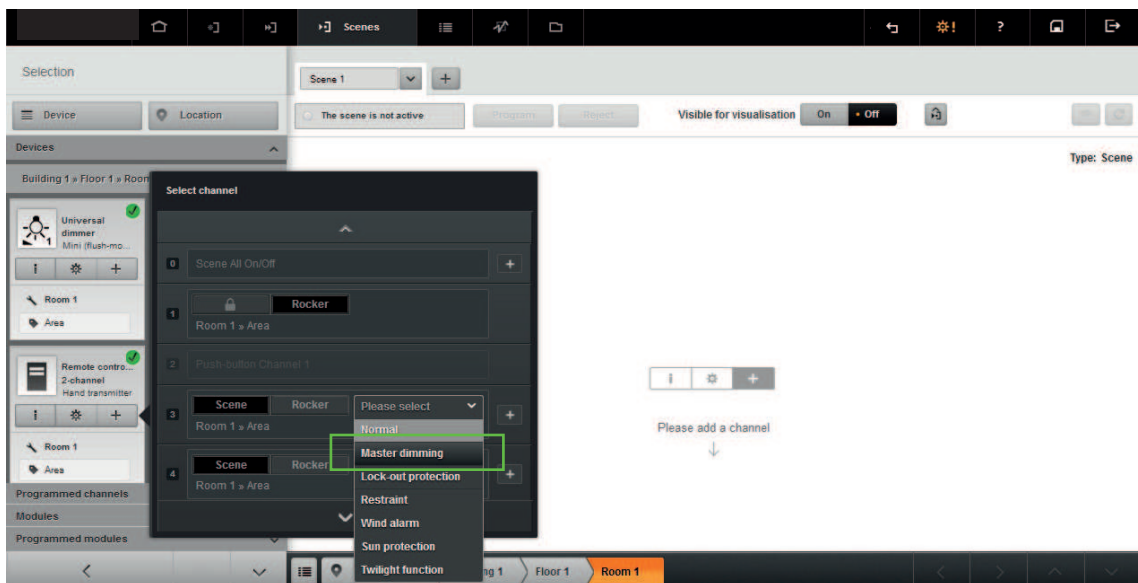 Scenes
Selection
Scene 1
Device
Location
The scene is not active
Program
Reject
Visible for visualisation
On
Off
Devices
Type: Scene
Building 1 » Floor 1 » Room
Select channel
Universal
dimmer
Mini (flush-mo...
1
0
Scene All On/Off
+
i
+
Room 1
Area
1
Rocker
Room 1 » Area
2
Push-button Channel 1
Remote contro...
2-channel
Hand transmitter
i
+
Room 1
Area
3
Scene
Rocker
Please select
Room 1 » Area
+
Normal
Master dimming
Lock-out protection
Restraint
Wind alarm
Sun protection
Twilight function
4
Scene
Rocker
Room 1 » Area
+
i
+
Please add a channel
Programmed channels
Modules
Programmed modules
ng 1
Floor 1
Room 1